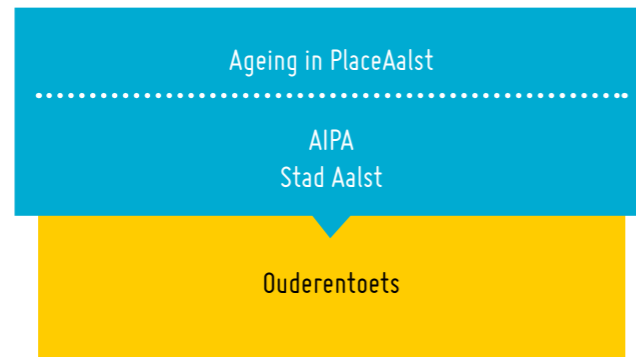 Ageing in PlaceAalst
AIPA
Stad Aalst
Ouderentoets